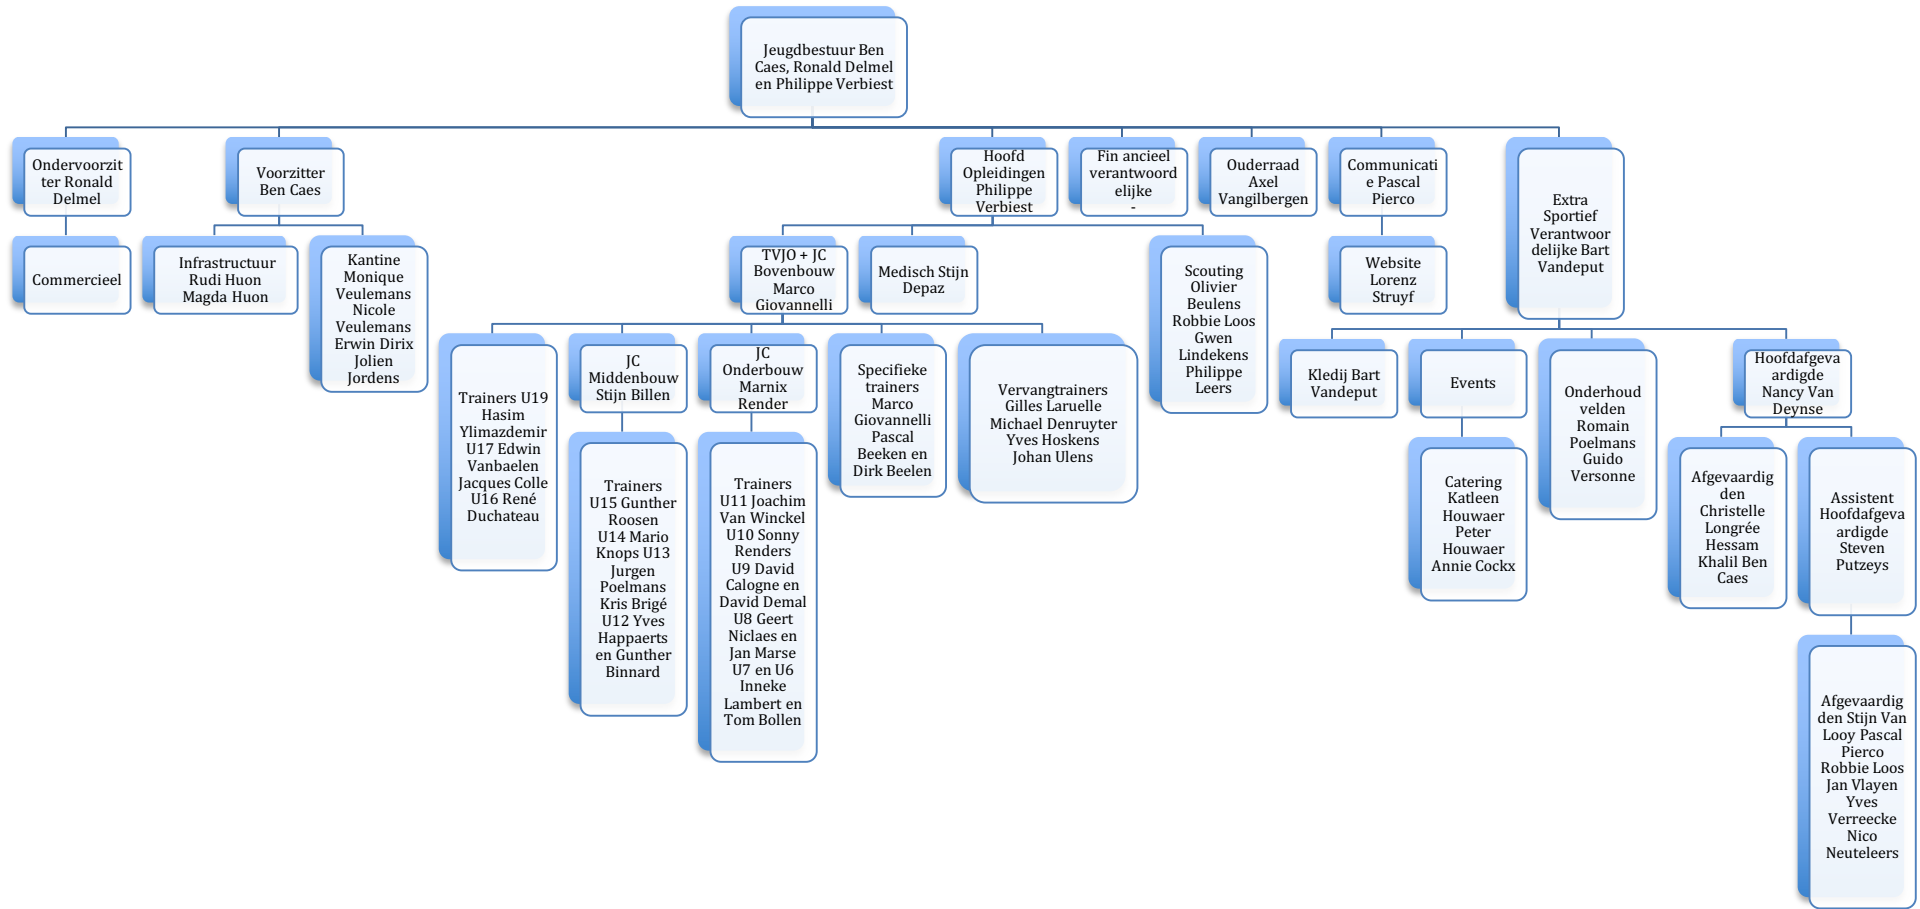 Jeugdbestuur Ben
Caes, Ronald Delmel
en Philippe Verbiest
Ondervoorzit
ter Ronald
Delmel
Voorzitter
Ben Caes
Hoofd
Opleidingen
Philippe
Verbiest
Fin ancieel
verantwoord
elijke
-
Ouderraad
Axel
Vangilbergen
Communicati
e Pascal
Pierco
Extra
Sportief
Verantwoor
delijke Bart
Vandeput
Commercieel
Infrastructuur
Rudi Huon
Magda Huon
Kantine
Monique
Veulemans
Nicole
Veulemans
Erwin Dirix
Jolien
Jordens
TVJO + JC
Bovenbouw
Marco
Giovannelli
Medisch Stijn
Depaz
Scouting
Olivier
Beulens
Robbie Loos
Gwen
Lindekens
Philippe
Leers
Website
Lorenz
Struyf
Trainers U19
Hasim
Ylimazdemir
U17 Edwin
Vanbaelen
Jacques Colle
U16 René
Duchateau
JC
Middenbouw
Stijn Billen
JC
Onderbouw
Marnix
Render
Specifieke
trainers
Marco
Giovannelli
Pascal
Beeken en
Dirk Beelen
Vervangtrainers
Gilles Laruelle
Michael Denruyter
Yves Hoskens
Johan Ulens
Kledij Bart
Vandeput
Events
Onderhoud
velden
Romain
Poelmans
Guido
Versonne
Hoofdafgeva
ardigde
Nancy Van
Deynse
Trainers
U15 Gunther
Roosen
U14 Mario
Knops U13
Jurgen
Poelmans
Kris Brigé
U12 Yves
Happaerts
en Gunther
Binnard
Trainers
U11 Joachim
Van Winckel
U10 Sonny
Renders
U9 David
Calogne en
David Demal
U8 Geert
Niclaes en
Jan Marse
U7 en U6
Inneke
Lambert en
Tom Bollen
Catering
Katleen
Houwaer
Peter
Houwaer
Annie Cockx
Afgevaardig
den
Christelle
Longrée
Hessam
Khalil Ben
Caes
Assistent
Hoofdafgeva
ardigde
Steven
Putzeys
Afgevaardig
den Stijn Van
Looy Pascal
Pierco
Robbie Loos
Jan Vlayen
Yves
Verreecke
Nico
Neuteleers